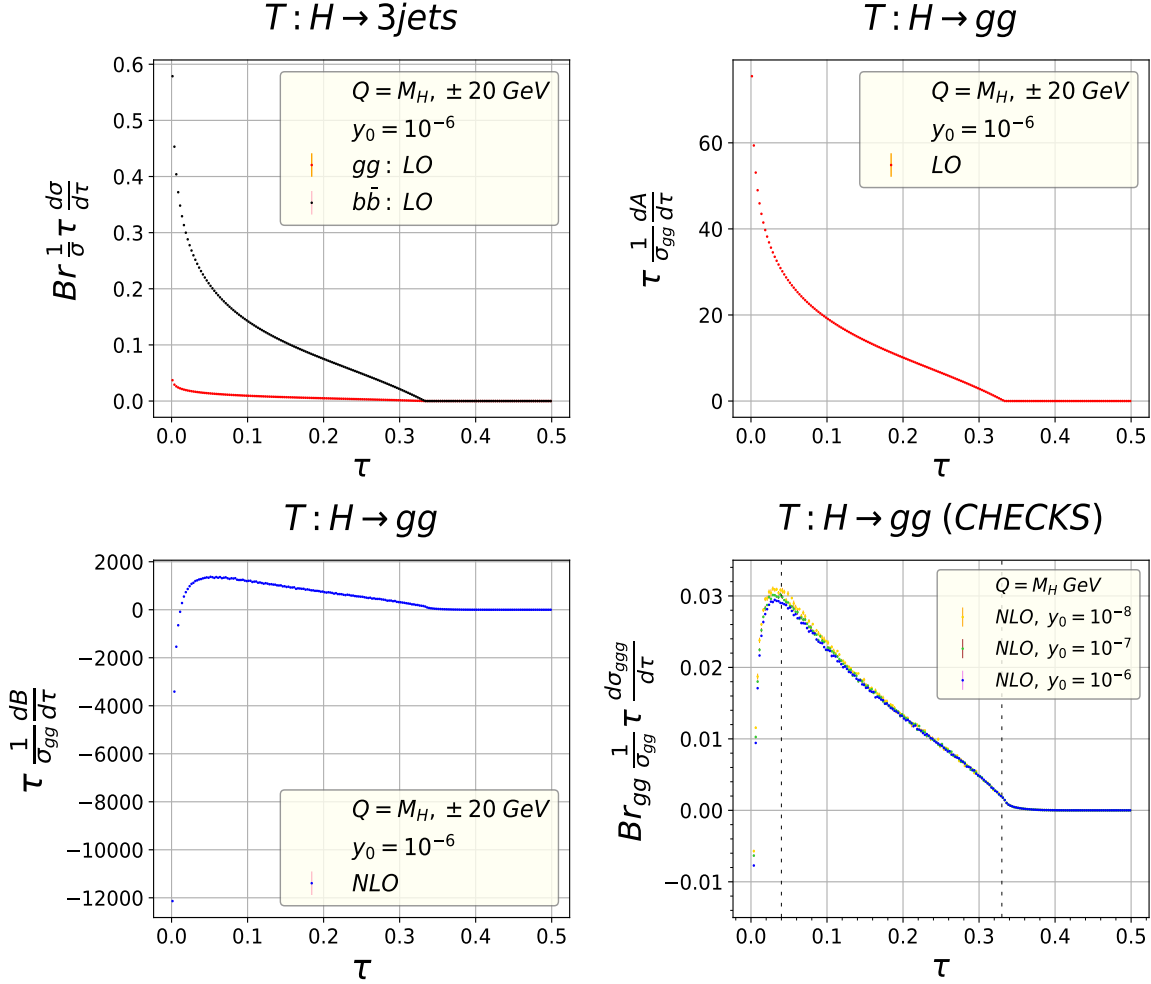 T : H → 3jets
Br 1/σ τ dσ/dτ
0.6
0.5
0.4
0.3
0.2
0.1
0.0
Q = M_H, ± 20 GeV
y_0 = 10^{-6}
gg : LO
bb̄ : LO
0.0 0.1 0.2 0.3 0.4 0.5
τ
T : H → gg
τ 1/σ_gg dA/dτ
60
40
20
0
Q = M_H, ± 20 GeV
y_0 = 10^{-6}
LO
0.0 0.1 0.2 0.3 0.4 0.5
τ
T : H → gg
τ 1/σ_gg dB/dτ
2000
0
−2000
−4000
−6000
−8000
−10000
−12000
Q = M_H, ± 20 GeV
y_0 = 10^{-6}
NLO
0.0 0.1 0.2 0.3 0.4 0.5
τ
T : H → gg (CHECKS)
Br_gg 1/σ_gg τ dσ_ggg/dτ
0.03
0.02
0.01
0.00
−0.01
Q = M_H GeV
NLO, y_0 = 10^{-8}
NLO, y_0 = 10^{-7}
NLO, y_0 = 10^{-6}
0.0 0.1 0.2 0.3 0.4 0.5
τ